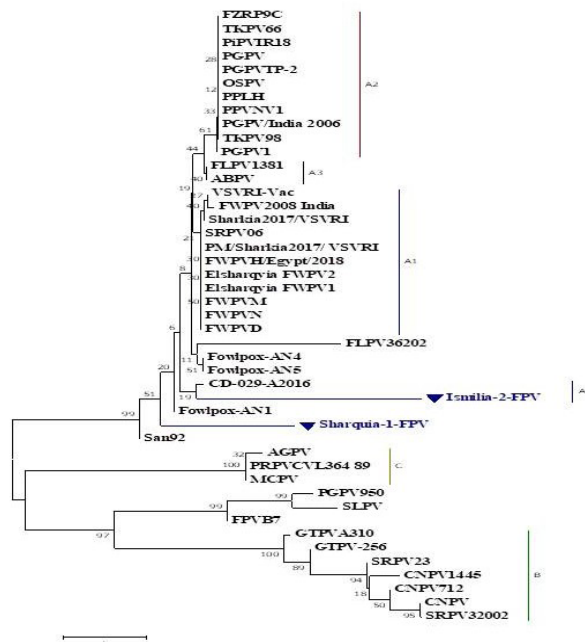 FZRP9C
TKPV66
PiPVTR18
PGPV
28
PGPVTP-2
OSPV
12
PPLH
PPVNV1
33
PGPV/India 2006
61
TKPV98
PGPV1
44
A2
FLPV1381
ABPV
40
A3
19
VSVRI-Vac
FWPV2008 India
40
Sharkia2017/VSVRI
SRPV06
PM/Sharkia2017/ VSVRI
FWPVH/Egypt/2018
30
Elsharqyia FWPV2
30
Elsharqyia FWPV1
FWPVM
50
FWPVN
FWPVD
A1
8
FLPV36202
6
11
Fowlpox-AN4
51
Fowlpox-AN5
20
CD-029-A2016
19
Ismilia-2-FPV
A
51
Fowlpox-AN1
Sharquia-1-FPV
99
San92
32
AGPV
100
PRPVCVL364 89
MCPV
C
99
PGPV950
SLPV
99
FPVB7
97
GTPVA310
100
GTPV-256
89
SRPV23
94
CNPV1445
18
CNPV712
50
CNPV
95
SRPV32002
B